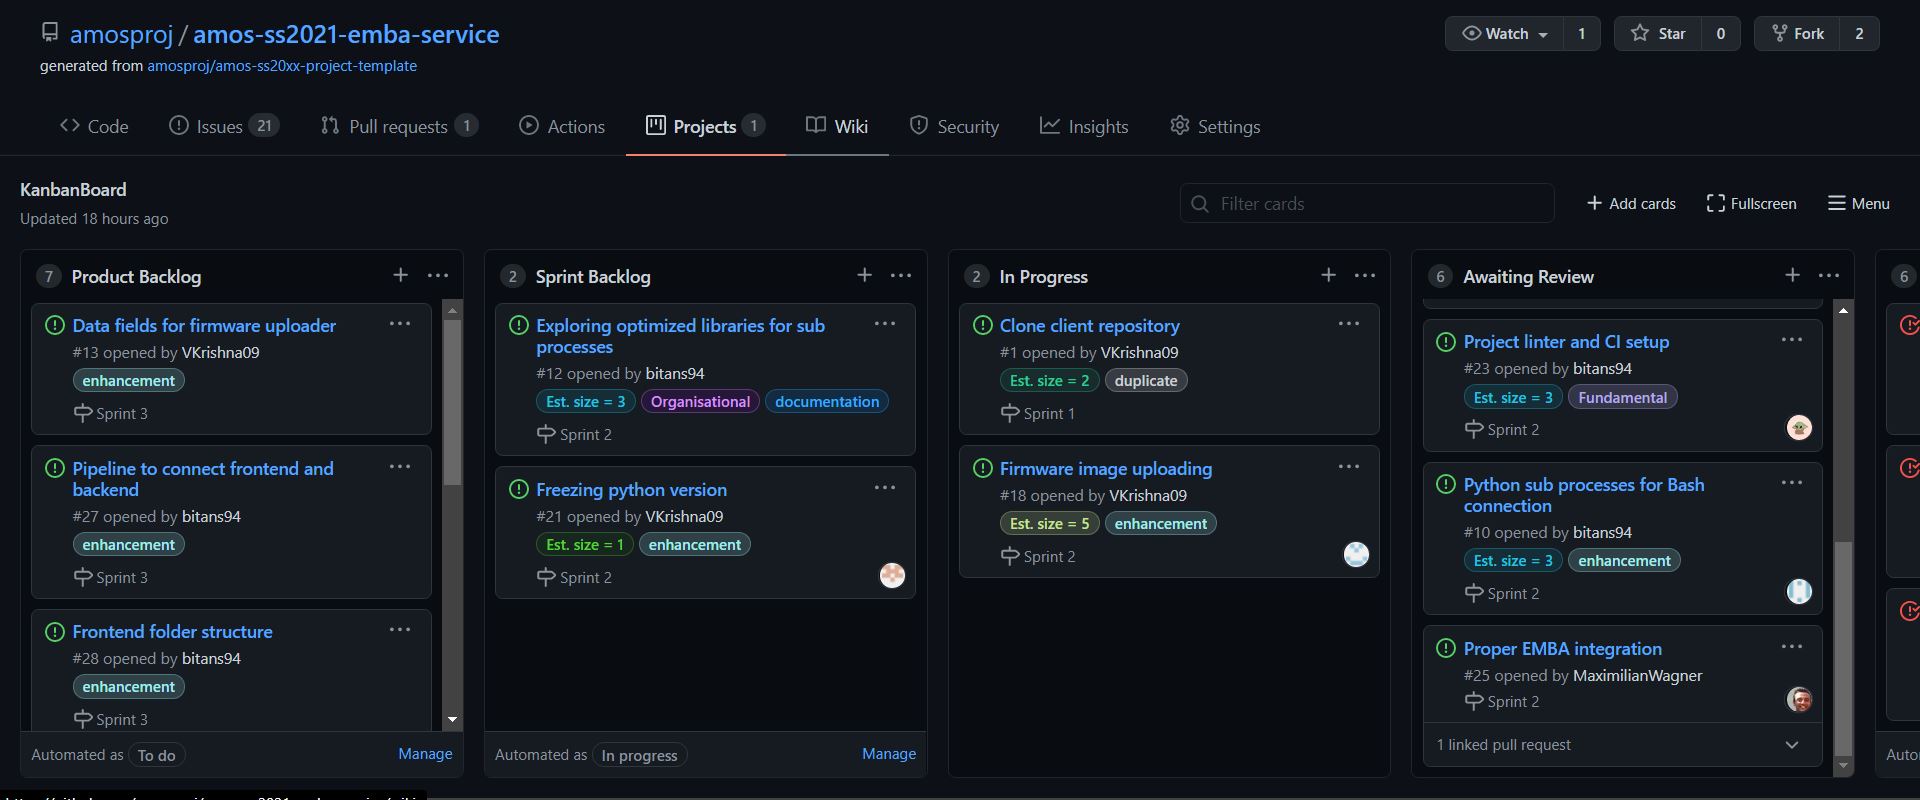 amosproj / amos-ss2021-emba-service
Watch 1
Star 0
Fork 2
generated from amosproj/amos-ss20xx-project-template
Code
Issues 21
Pull requests 1
Actions
Projects 1
Wiki
Security
Insights
Settings
KanbanBoard
Updated 18 hours ago
Filter cards
Add cards
Fullscreen
Menu
7 Product Backlog
Data fields for firmware uploader
#13 opened by VKrishna09
enhancement
Sprint 3
Pipeline to connect frontend and
backend
#27 opened by bitans94
enhancement
Sprint 3
Frontend folder structure
#28 opened by bitans94
enhancement
Sprint 3
Automated as To do
Manage
2 Sprint Backlog
Exploring optimized libraries for sub
processes
#12 opened by bitans94
Est. size = 3 Organisational documentation
Sprint 2
Freezing python version
#21 opened by VKrishna09
Est. size = 1 enhancement
Sprint 2
Automated as In progress
Manage
2 In Progress
Clone client repository
#1 opened by VKrishna09
Est. size = 2 duplicate
Sprint 1
Firmware image uploading
#18 opened by VKrishna09
Est. size = 5 enhancement
Sprint 2
6 Awaiting Review
Project linter and CI setup
#23 opened by bitans94
Est. size = 3 Fundamental
Sprint 2
Python sub processes for Bash
connection
#10 opened by bitans94
Est. size = 3 enhancement
Sprint 2
Proper EMBA integration
#25 opened by MaximilianWagner
Sprint 2
1 linked pull request
6
Auto